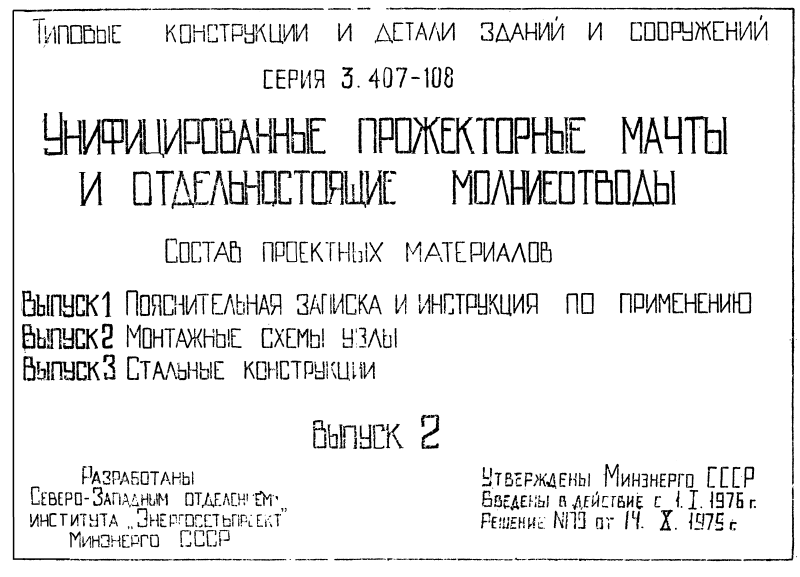 Типовые конструкции и детали зданий и сооружений
серия 3.407-108
Унифицированные прожекторные мачты
и отдельностоящие молниеотводы
Состав проектных материалов
Выпуск 1 Пояснительная записка и инструкция по применению
Выпуск 2 Монтажные схемы узлы
Выпуск 3 Стальные конструкции
Выпуск 2
Разработаны
Северо-Западным отделением
института „Энергосетьпроект"
Минэнерго СССР
Утверждены Минэнерго СССР
Введены в действие с 1.I.1976 г.
Решение №ПЭ от 14. X. 1975 г.